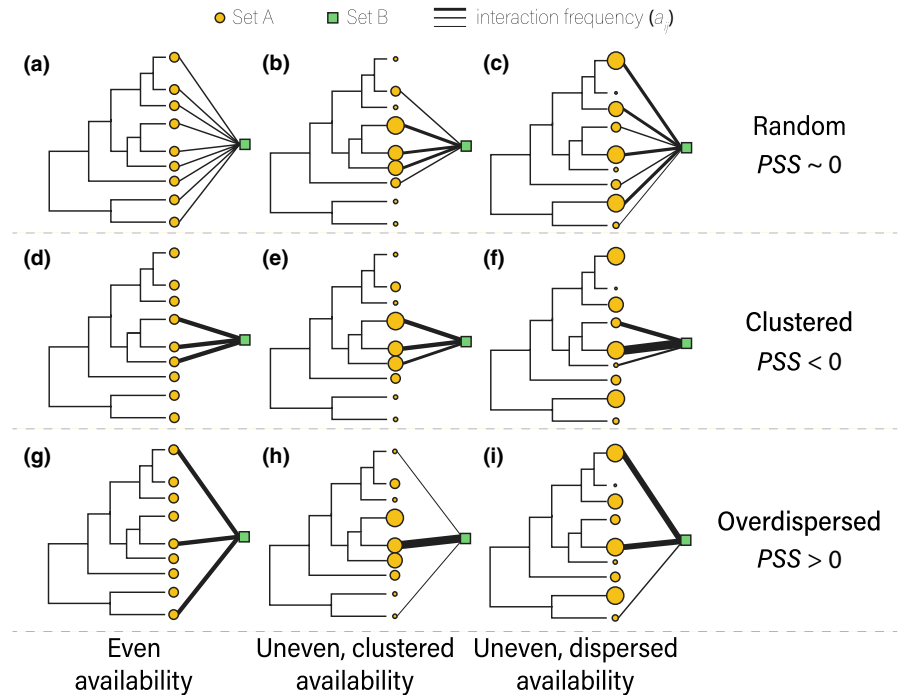 Set A Set B interaction frequency (aij)
(a) (b) (c)
Random
PSS ~ 0
(d) (e) (f)
Clustered
PSS < 0
(g) (h) (i)
Overdispersed
PSS > 0
Even Uneven, clustered Uneven, dispersed
availability availability availability